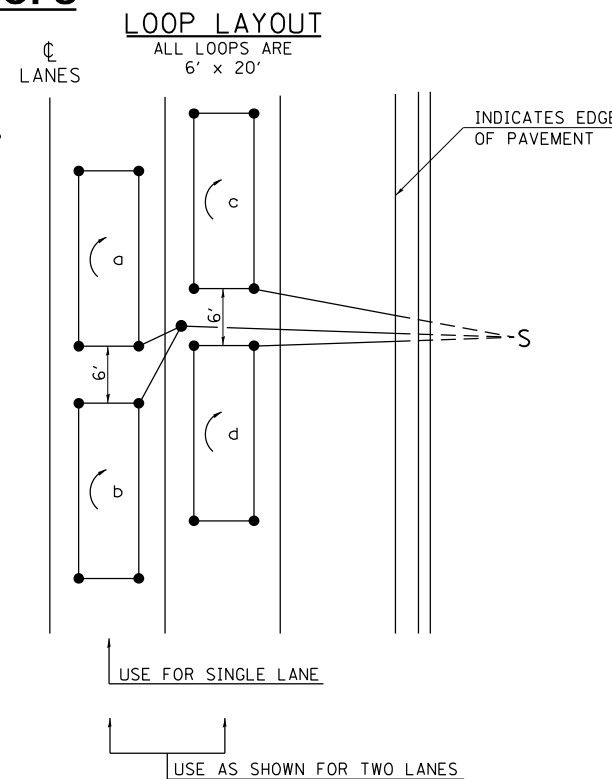 LOOP LAYOUT
ALL LOOPS ARE
6' x 20'
℄
LANES
INDICATES EDGE
OF PAVEMENT
c
a
6'
S
6'
d
b
USE FOR SINGLE LANE
USE AS SHOWN FOR TWO LANES